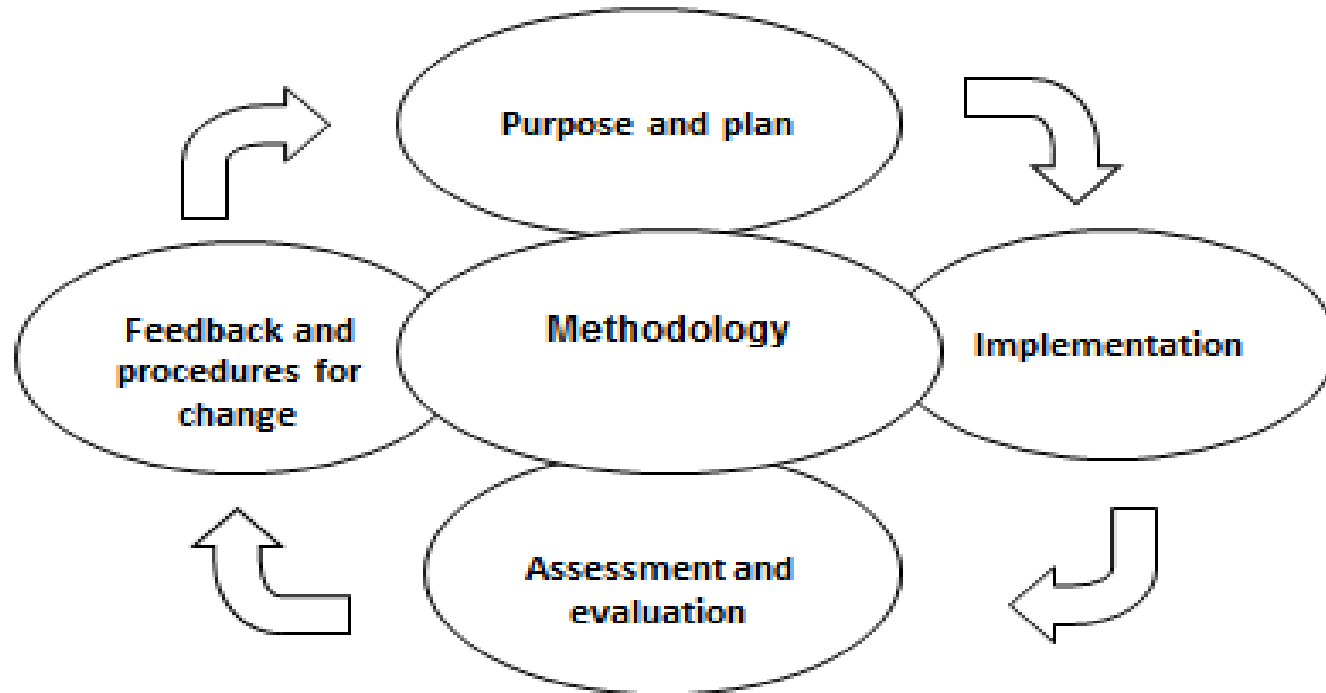 Purpose and plan
Feedback and
procedures for
change
Methodology
Implementation
Assessment and
evaluation